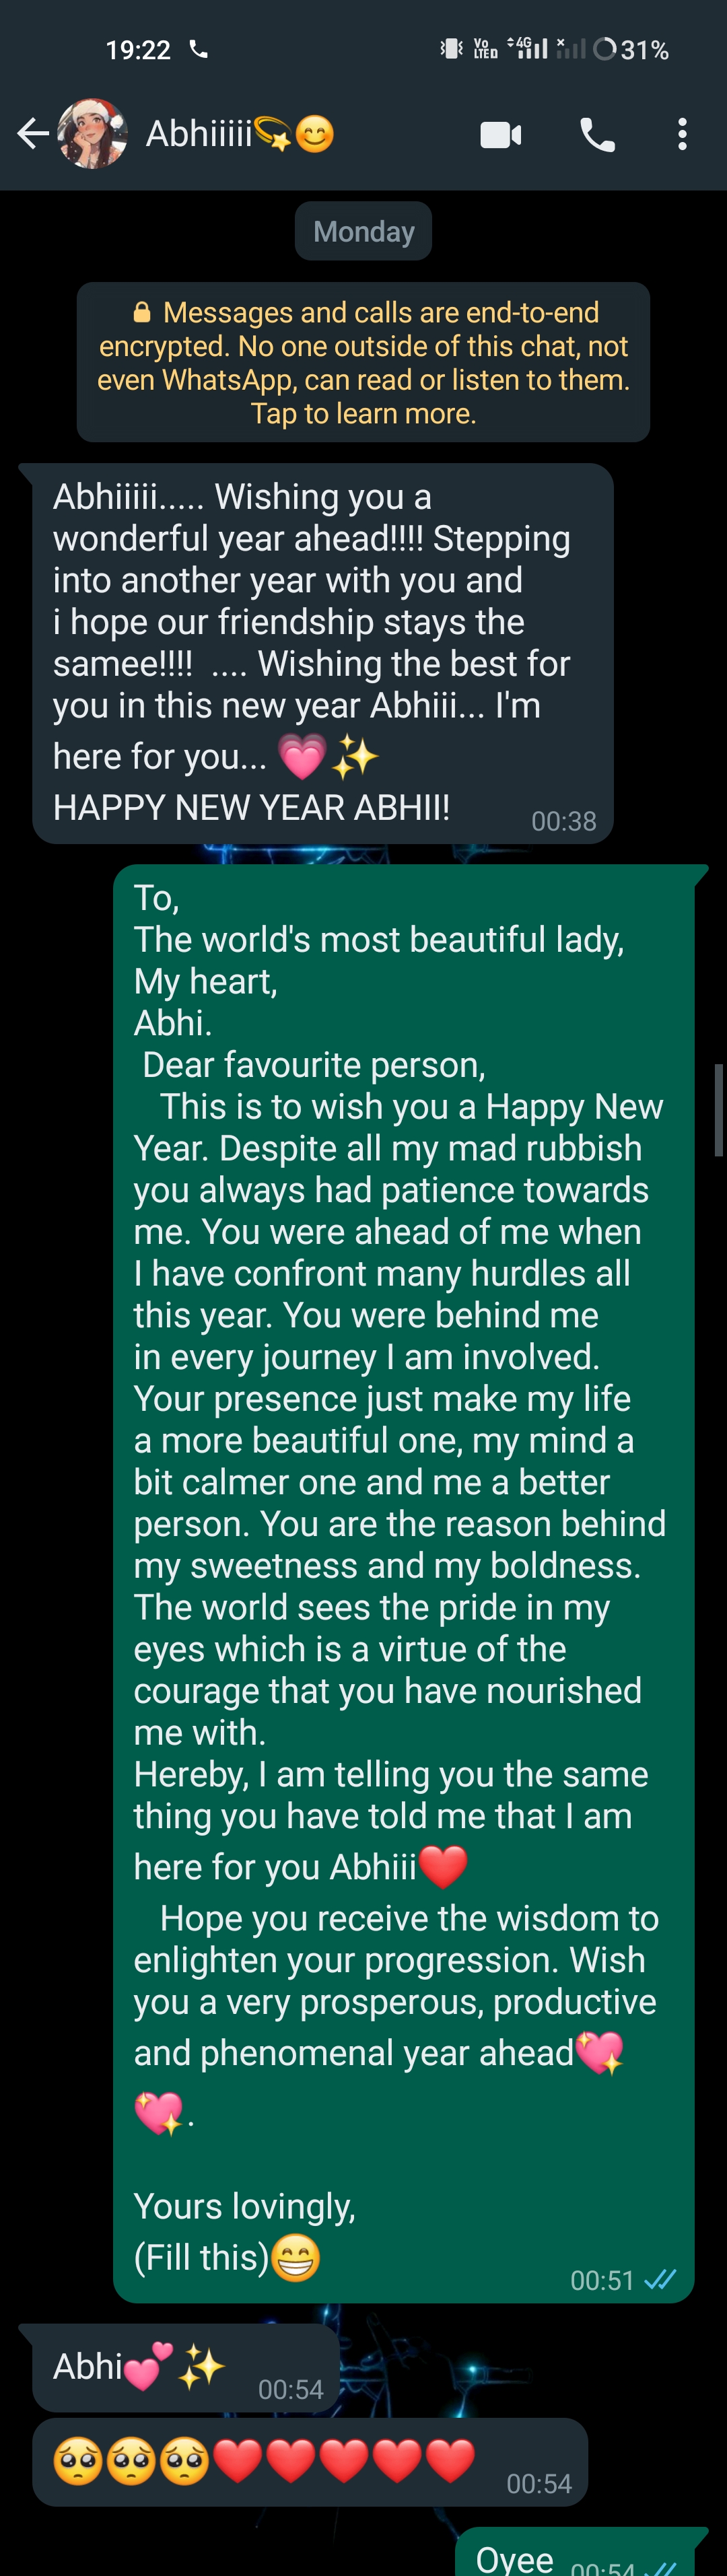 19:22 VoLTE 4G 31%
Abhiiiii💫😊
Monday
🔒 Messages and calls are end-to-end
encrypted. No one outside of this chat, not
even WhatsApp, can read or listen to them.
Tap to learn more.
Abhiiiii..... Wishing you a
wonderful year ahead!!!! Stepping
into another year with you and
i hope our friendship stays the
samee!!!!  .... Wishing the best for
you in this new year Abhiii... I'm
here for you... 💗✨
HAPPY NEW YEAR ABHII!
00:38
To,
The world's most beautiful lady,
My heart,
Abhi.
Dear favourite person,
This is to wish you a Happy New
Year. Despite all my mad rubbish
you always had patience towards
me. You were ahead of me when
I have confront many hurdles all
this year. You were behind me
in every journey I am involved.
Your presence just make my life
a more beautiful one, my mind a
bit calmer one and me a better
person. You are the reason behind
my sweetness and my boldness.
The world sees the pride in my
eyes which is a virtue of the
courage that you have nourished
me with.
Hereby, I am telling you the same
thing you have told me that I am
here for you Abhiii❤️
Hope you receive the wisdom to
enlighten your progression. Wish
you a very prosperous, productive
and phenomenal year ahead💖
💖.
Yours lovingly,
(Fill this)😁
00:51
Abhi💕✨ 00:54
🥺🥺🥺❤️❤️❤️❤️❤️ 00:54
Oyee 00:54